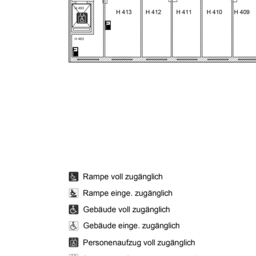 H 413 H 412 H 411 H 410 H 409
Rampe voll zugänglich
Rampe einge. zugänglich
Gebäude voll zugänglich
Gebäude einge. zugänglich
Personenaufzug voll zugänglich